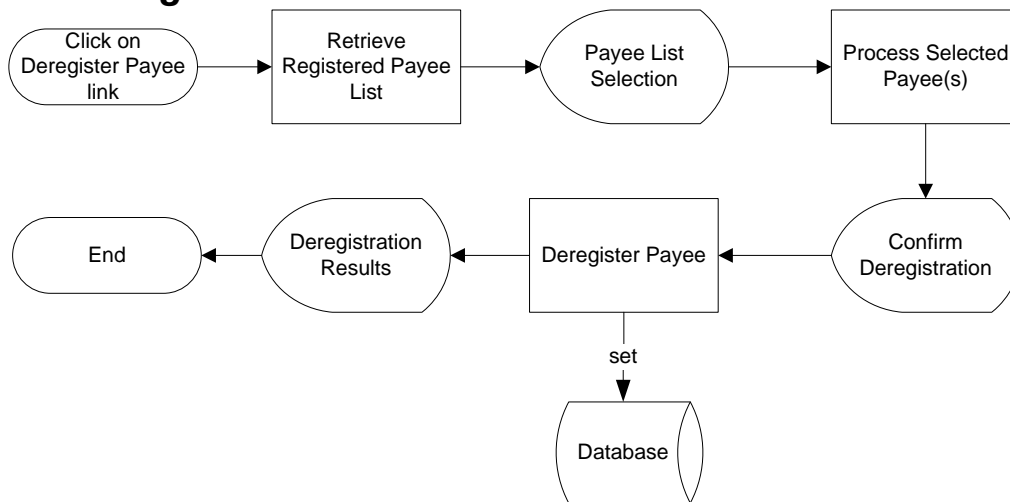 Click on
Deregister Payee
link
Retrieve
Registered Payee
List
Payee List
Selection
Process Selected
Payee(s)
End
Deregistration
Results
Deregister Payee
Confirm
Deregistration
set
Database